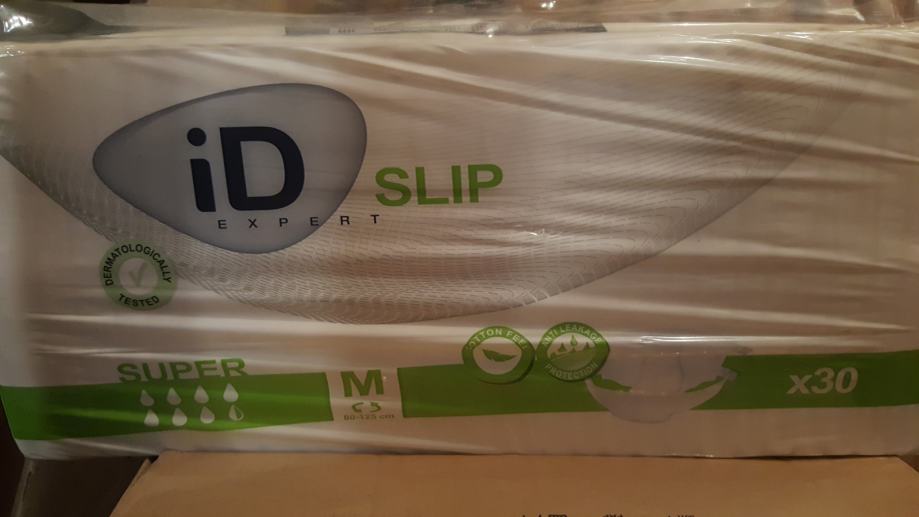 iD
EXPERT
SLIP
DERMATOLOGICALLY
TESTED
COTTON FEEL
ANTI LEAKAGE
PROTECTION
SUPER
M
80-125 cm
x30